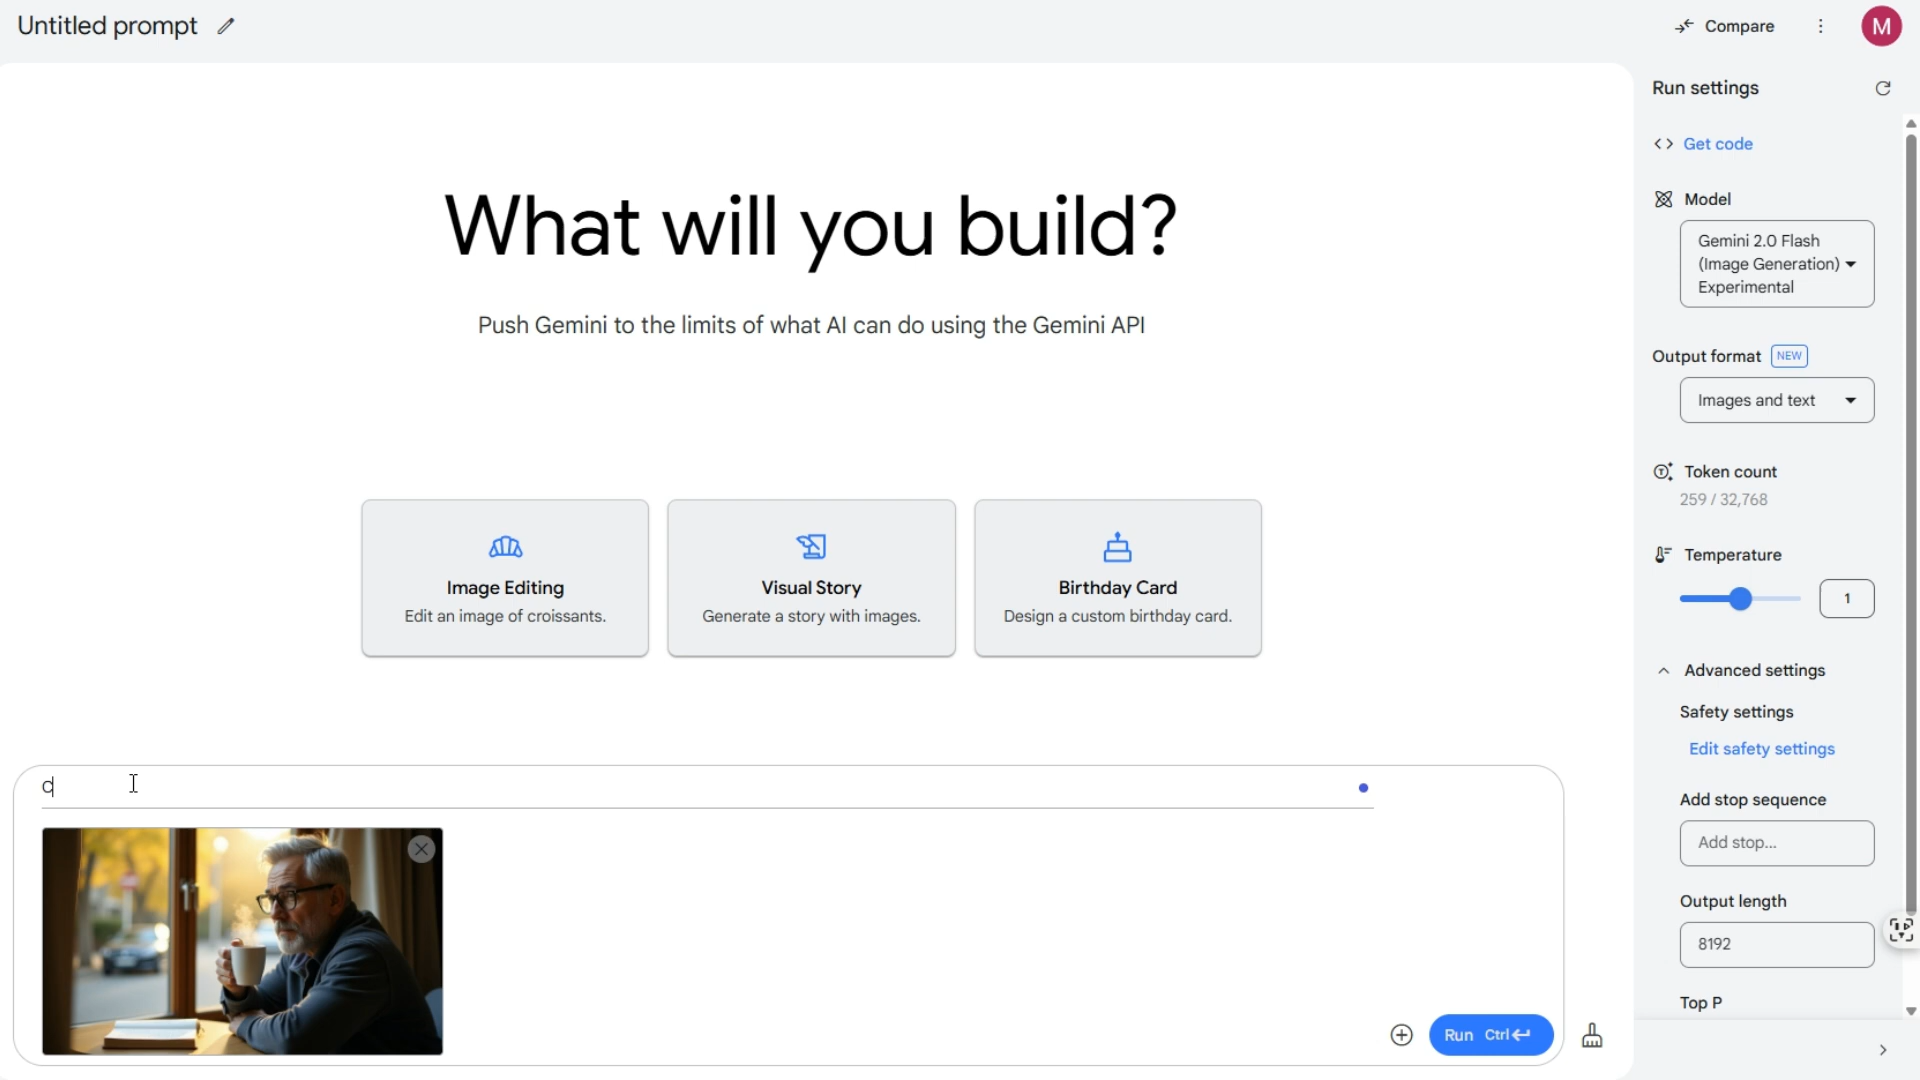 Untitled prompt
Compare
M
What will you build?
Push Gemini to the limits of what AI can do using the Gemini API
Image Editing
Edit an image of croissants.
Visual Story
Generate a story with images.
Birthday Card
Design a custom birthday card.
c
Run Ctrl
Run settings
Get code
Model
Gemini 2.0 Flash
(Image Generation)
Experimental
Output format NEW
Images and text
Token count
259 / 32,768
Temperature
1
Advanced settings
Safety settings
Edit safety settings
Add stop sequence
Add stop...
Output length
8192
Top P